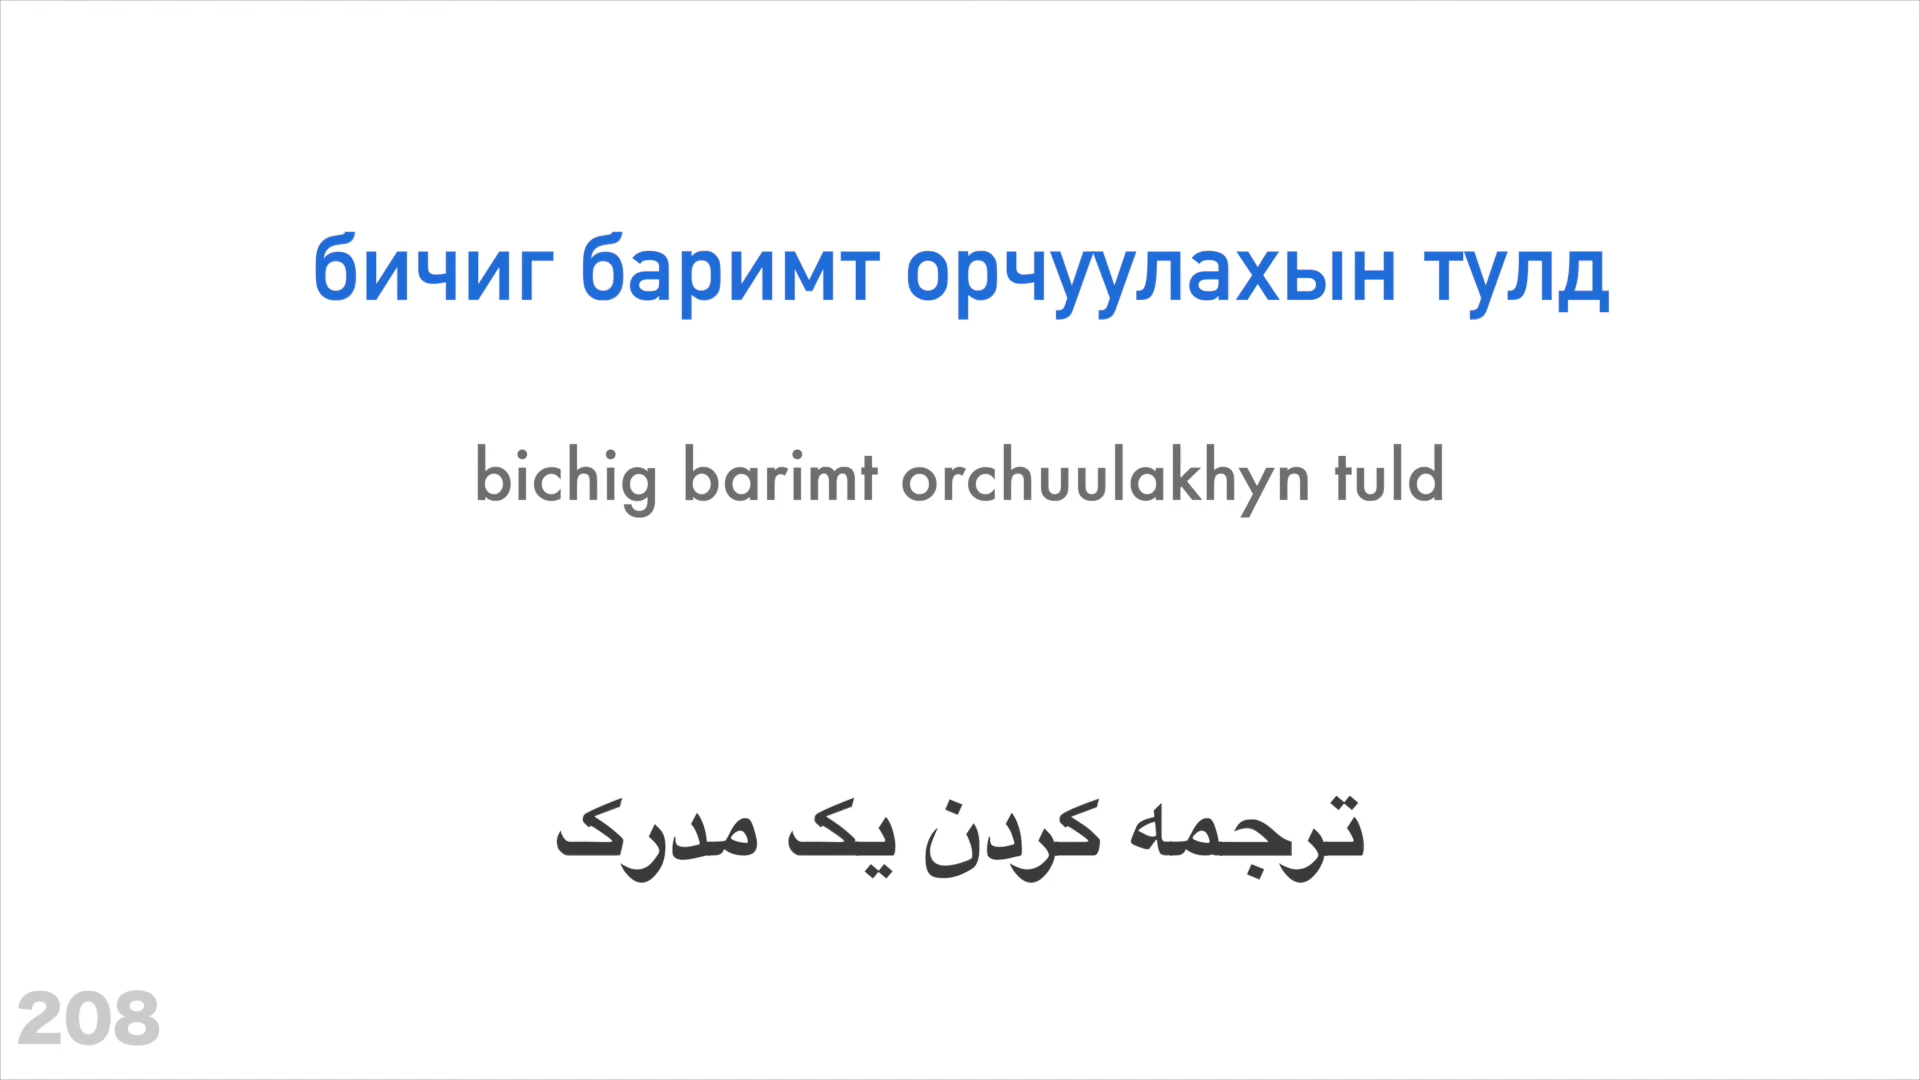 бичиг баримт орчуулахын тулд
bichig barimt orchuulakhyn tuld
ترجمه کردن یک مدرک
208